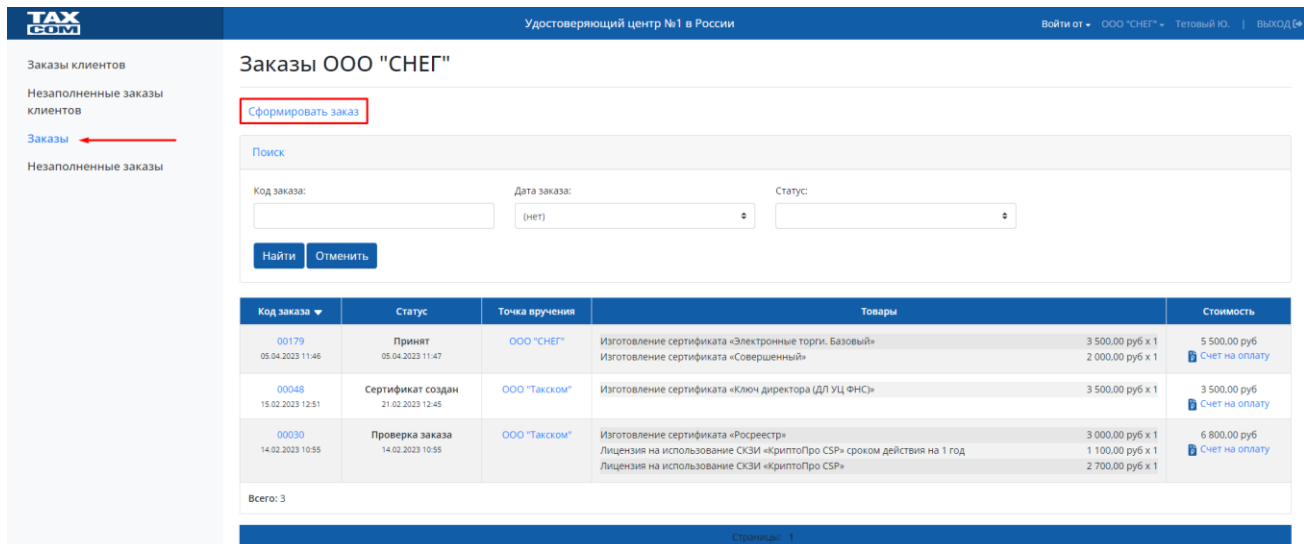 TAX
COM
Удостоверяющий центр №1 в России
Войти от ООО "СНЕГ" Тетовый Ю. | ВЫХОД
Заказы клиентов
Незаполненные заказы
клиентов
Заказы
Незаполненные заказы
Заказы ООО "СНЕГ"
Сформировать заказ
Поиск
Код заказа: Дата заказа: Статус:
(нет)
Найти Отменить
Код заказа Статус Точка вручения Товары Стоимость
00179 Принят ООО "СНЕГ" Изготовление сертификата «Электронные торги. Базовый» 3 500,00 руб x 1 5 500,00 руб
05.04.2023 11:46 05.04.2023 11:47 Изготовление сертификата «Совершенный» 2 000,00 руб x 1 Счет на оплату
00048 Сертификат создан ООО "Такском" Изготовление сертификата «Ключ директора (ДЛ УЦ ФНС)» 3 500,00 руб x 1 3 500,00 руб
15.02.2023 12:51 21.02.2023 12:45 Счет на оплату
00030 Проверка заказа ООО "Такском" Изготовление сертификата «Росреестр» 3 000,00 руб x 1 6 800,00 руб
14.02.2023 10:55 14.02.2023 10:55 Лицензия на использование СКЗИ «КриптоПро CSP» сроком действия на 1 год 1 100,00 руб x 1 Счет на оплату
Лицензия на использование СКЗИ «КриптоПро CSP» 2 700,00 руб x 1
Всего: 3
Страницы: 1